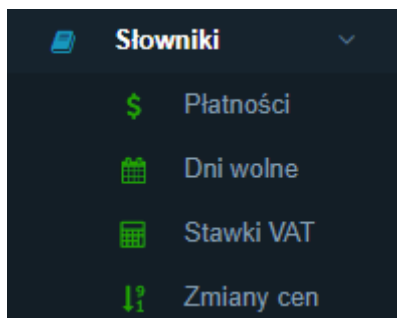 Słowniki
Płatności
Dni wolne
Stawki VAT
Zmiany cen